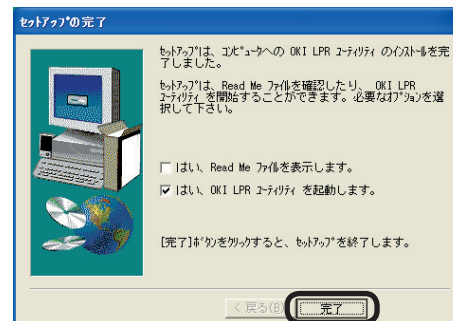 ｾｯﾄｱｯﾌﾟの完了
ｾｯﾄｱｯﾌﾟは、ｺﾝﾋﾟｭｰﾀへの OKI LPR ﾕｰﾃｨﾘﾃｨ のｲﾝｽﾄｰﾙを完
了しました。
ｾｯﾄｱｯﾌﾟは、Read Me ﾌｧｲﾙを確認したり、 OKI LPR
ﾕｰﾃｨﾘﾃｨ を開始することができます。必要なｵﾌﾟｼｮﾝを選
択して下さい。
はい、Read Me ﾌｧｲﾙを表示します。
はい、OKI LPR ﾕｰﾃｨﾘﾃｨ を起動します。
[完了]ﾎﾞﾀﾝをｸﾘｯｸすると、ｾｯﾄｱｯﾌﾟを終了します。
< 戻る(B)
完了